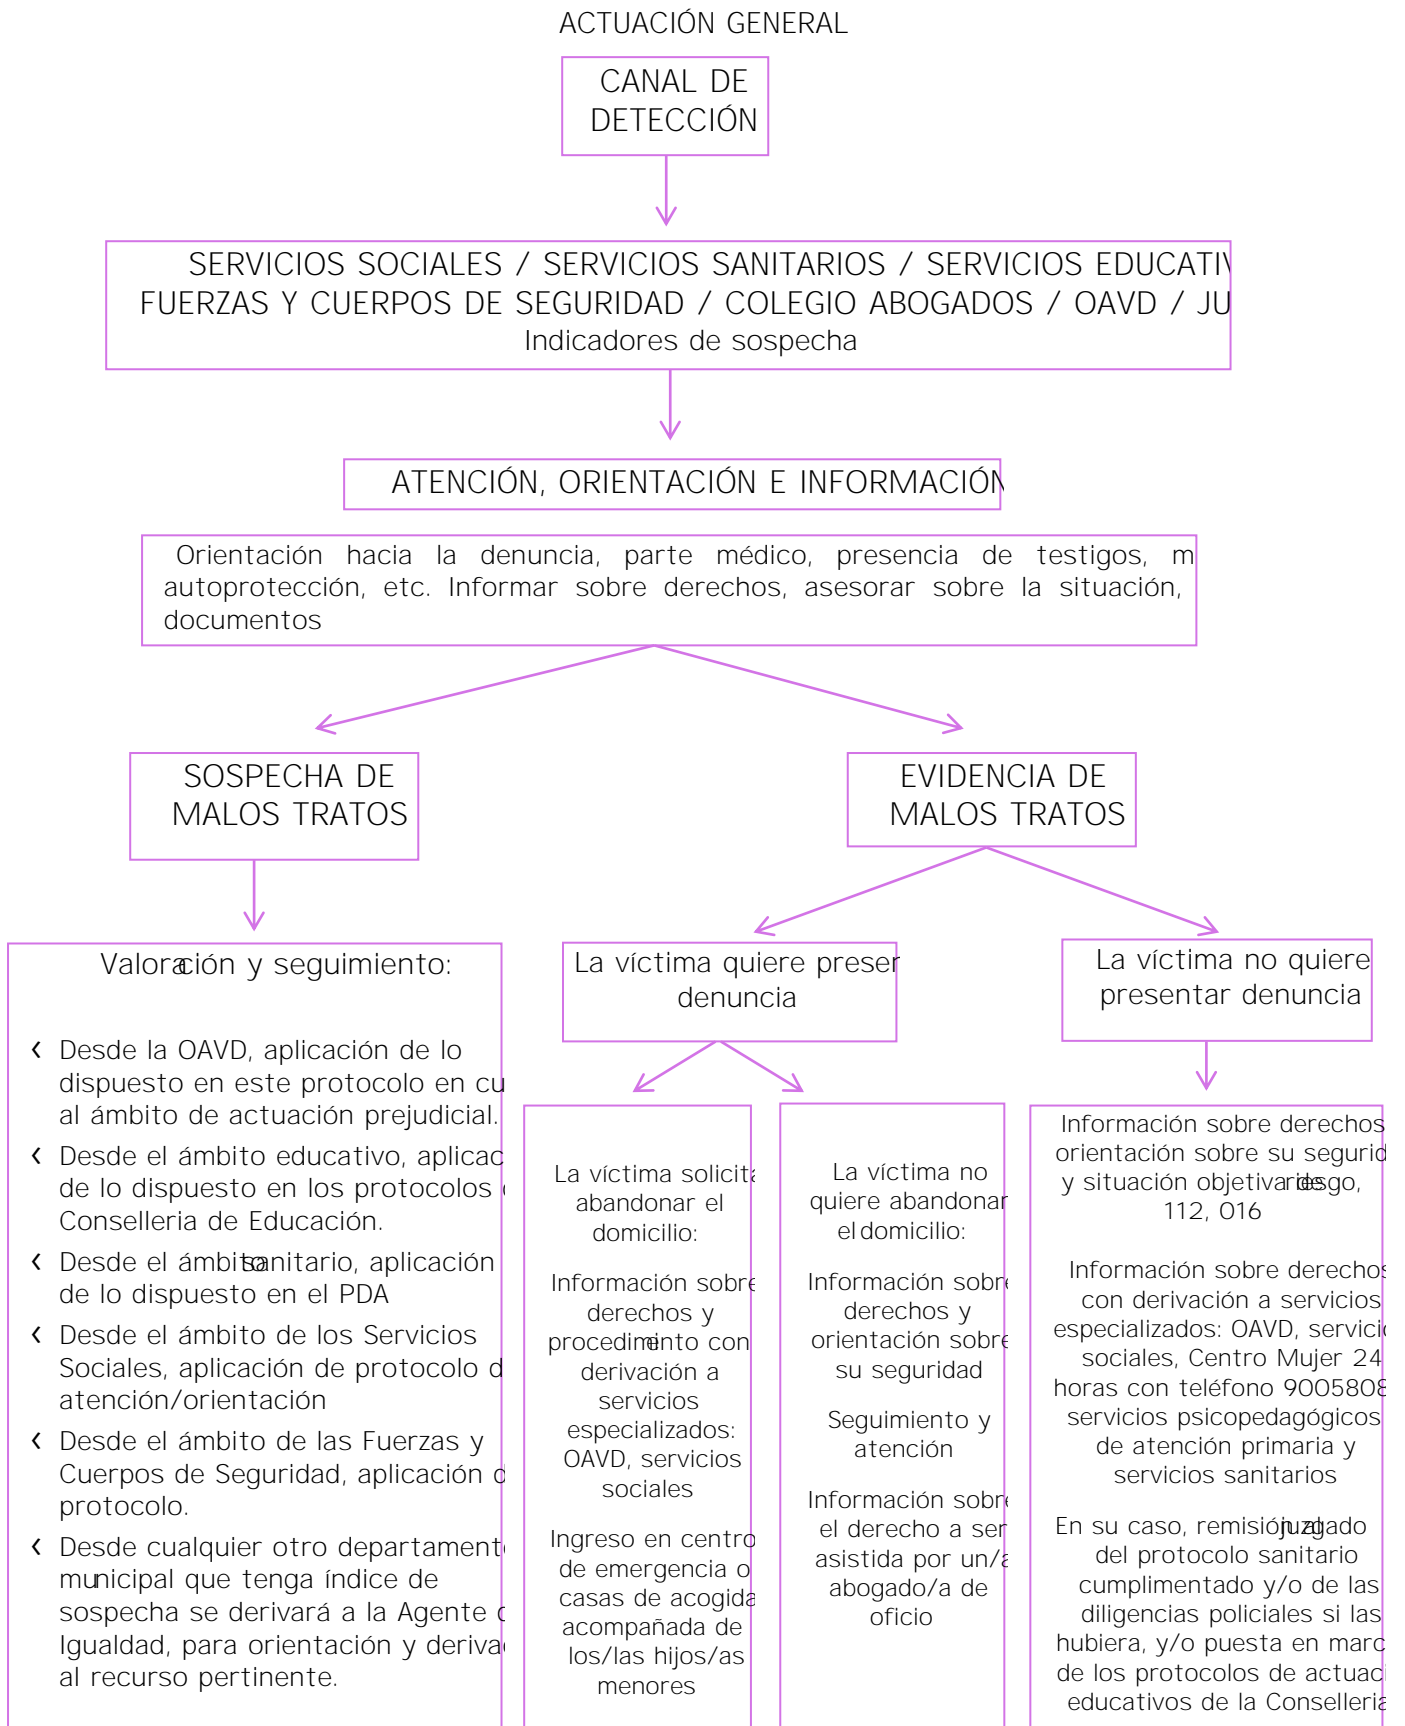 ACTUACIÓN GENERAL
CANAL DE
DETECCIÓN
SERVICIOS SOCIALES / SERVICIOS SANITARIOS / SERVICIOS
FUERZAS Y CUERPOS DE SEGURIDAD / COLEGIO ABOGADOS / OAVD /
Indicadores de sospecha
ATENCIÓN, ORIENTACIÓN E INFORMACIÓN
Orientación hacia la denuncia, parte médico, presencia de testigos,
autoprotección, etc. Informar sobre derechos, asesorar sobre la situación,
documentos
SOSPECHA DE
MALOS TRATOS
EVIDENCIA DE
MALOS TRATOS
Valoración y seguimiento:
Desde la OAVD, aplicación de lo
dispuesto en este protocolo en
al ámbito de actuación prejudicial.
Desde el ámbito educativo,
de lo dispuesto en los protocolos
Conselleria de Educación.
Desde el ámbito sanitario, aplicación
de lo dispuesto en el PDA
Desde el ámbito de los Servicios
Sociales, aplicación de protocolo
atención/orientación
Desde el ámbito de las Fuerzas y
Cuerpos de Seguridad, aplicación
protocolo.
Desde cualquier otro departamento
municipal que tenga índice de
sospecha se derivará a la Agente
Igualdad, para orientación y
al recurso pertinente.
La víctima quiere
denuncia
La víctima no quiere
presentar denuncia
La víctima solicita
abandonar el
domicilio:
Información sobre
derechos y
procedimiento con
derivación a
servicios
especializados:
OAVD, servicios
sociales
Ingreso en centro
de emergencia o
casas de acogida
acompañada de
los/las hijos/as
menores
La víctima no
quiere abandonar
el domicilio:
Información sobre
derechos y
orientación sobre
su seguridad
Seguimiento y
atención
Información sobre
el derecho a ser
asistida por un/a
abogado/a de
oficio
Información sobre derechos
orientación sobre su
y situación objetiva de riesgo,
112, 016
Información sobre derechos
con derivación a servicios
especializados: OAVD,
sociales, Centro Mujer 24
horas con teléfono
servicios psicopedagógicos
de atención primaria y
servicios sanitarios
En su caso, remisión al juzgado
del protocolo sanitario
cumplimentado y/o de las
diligencias policiales si las
hubiera, y/o puesta en
de los protocolos de
educativos de la Conselleria